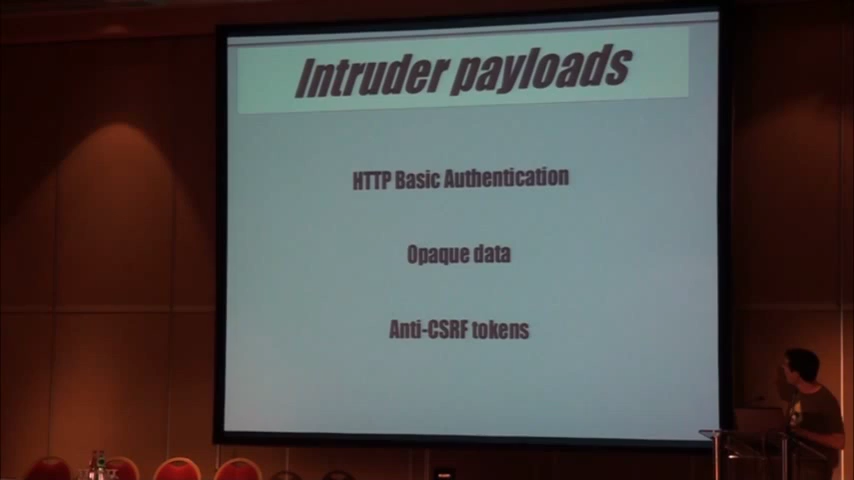 Intruder payloads
HTTP Basic Authentication
Opaque data
Anti-CSRF tokens